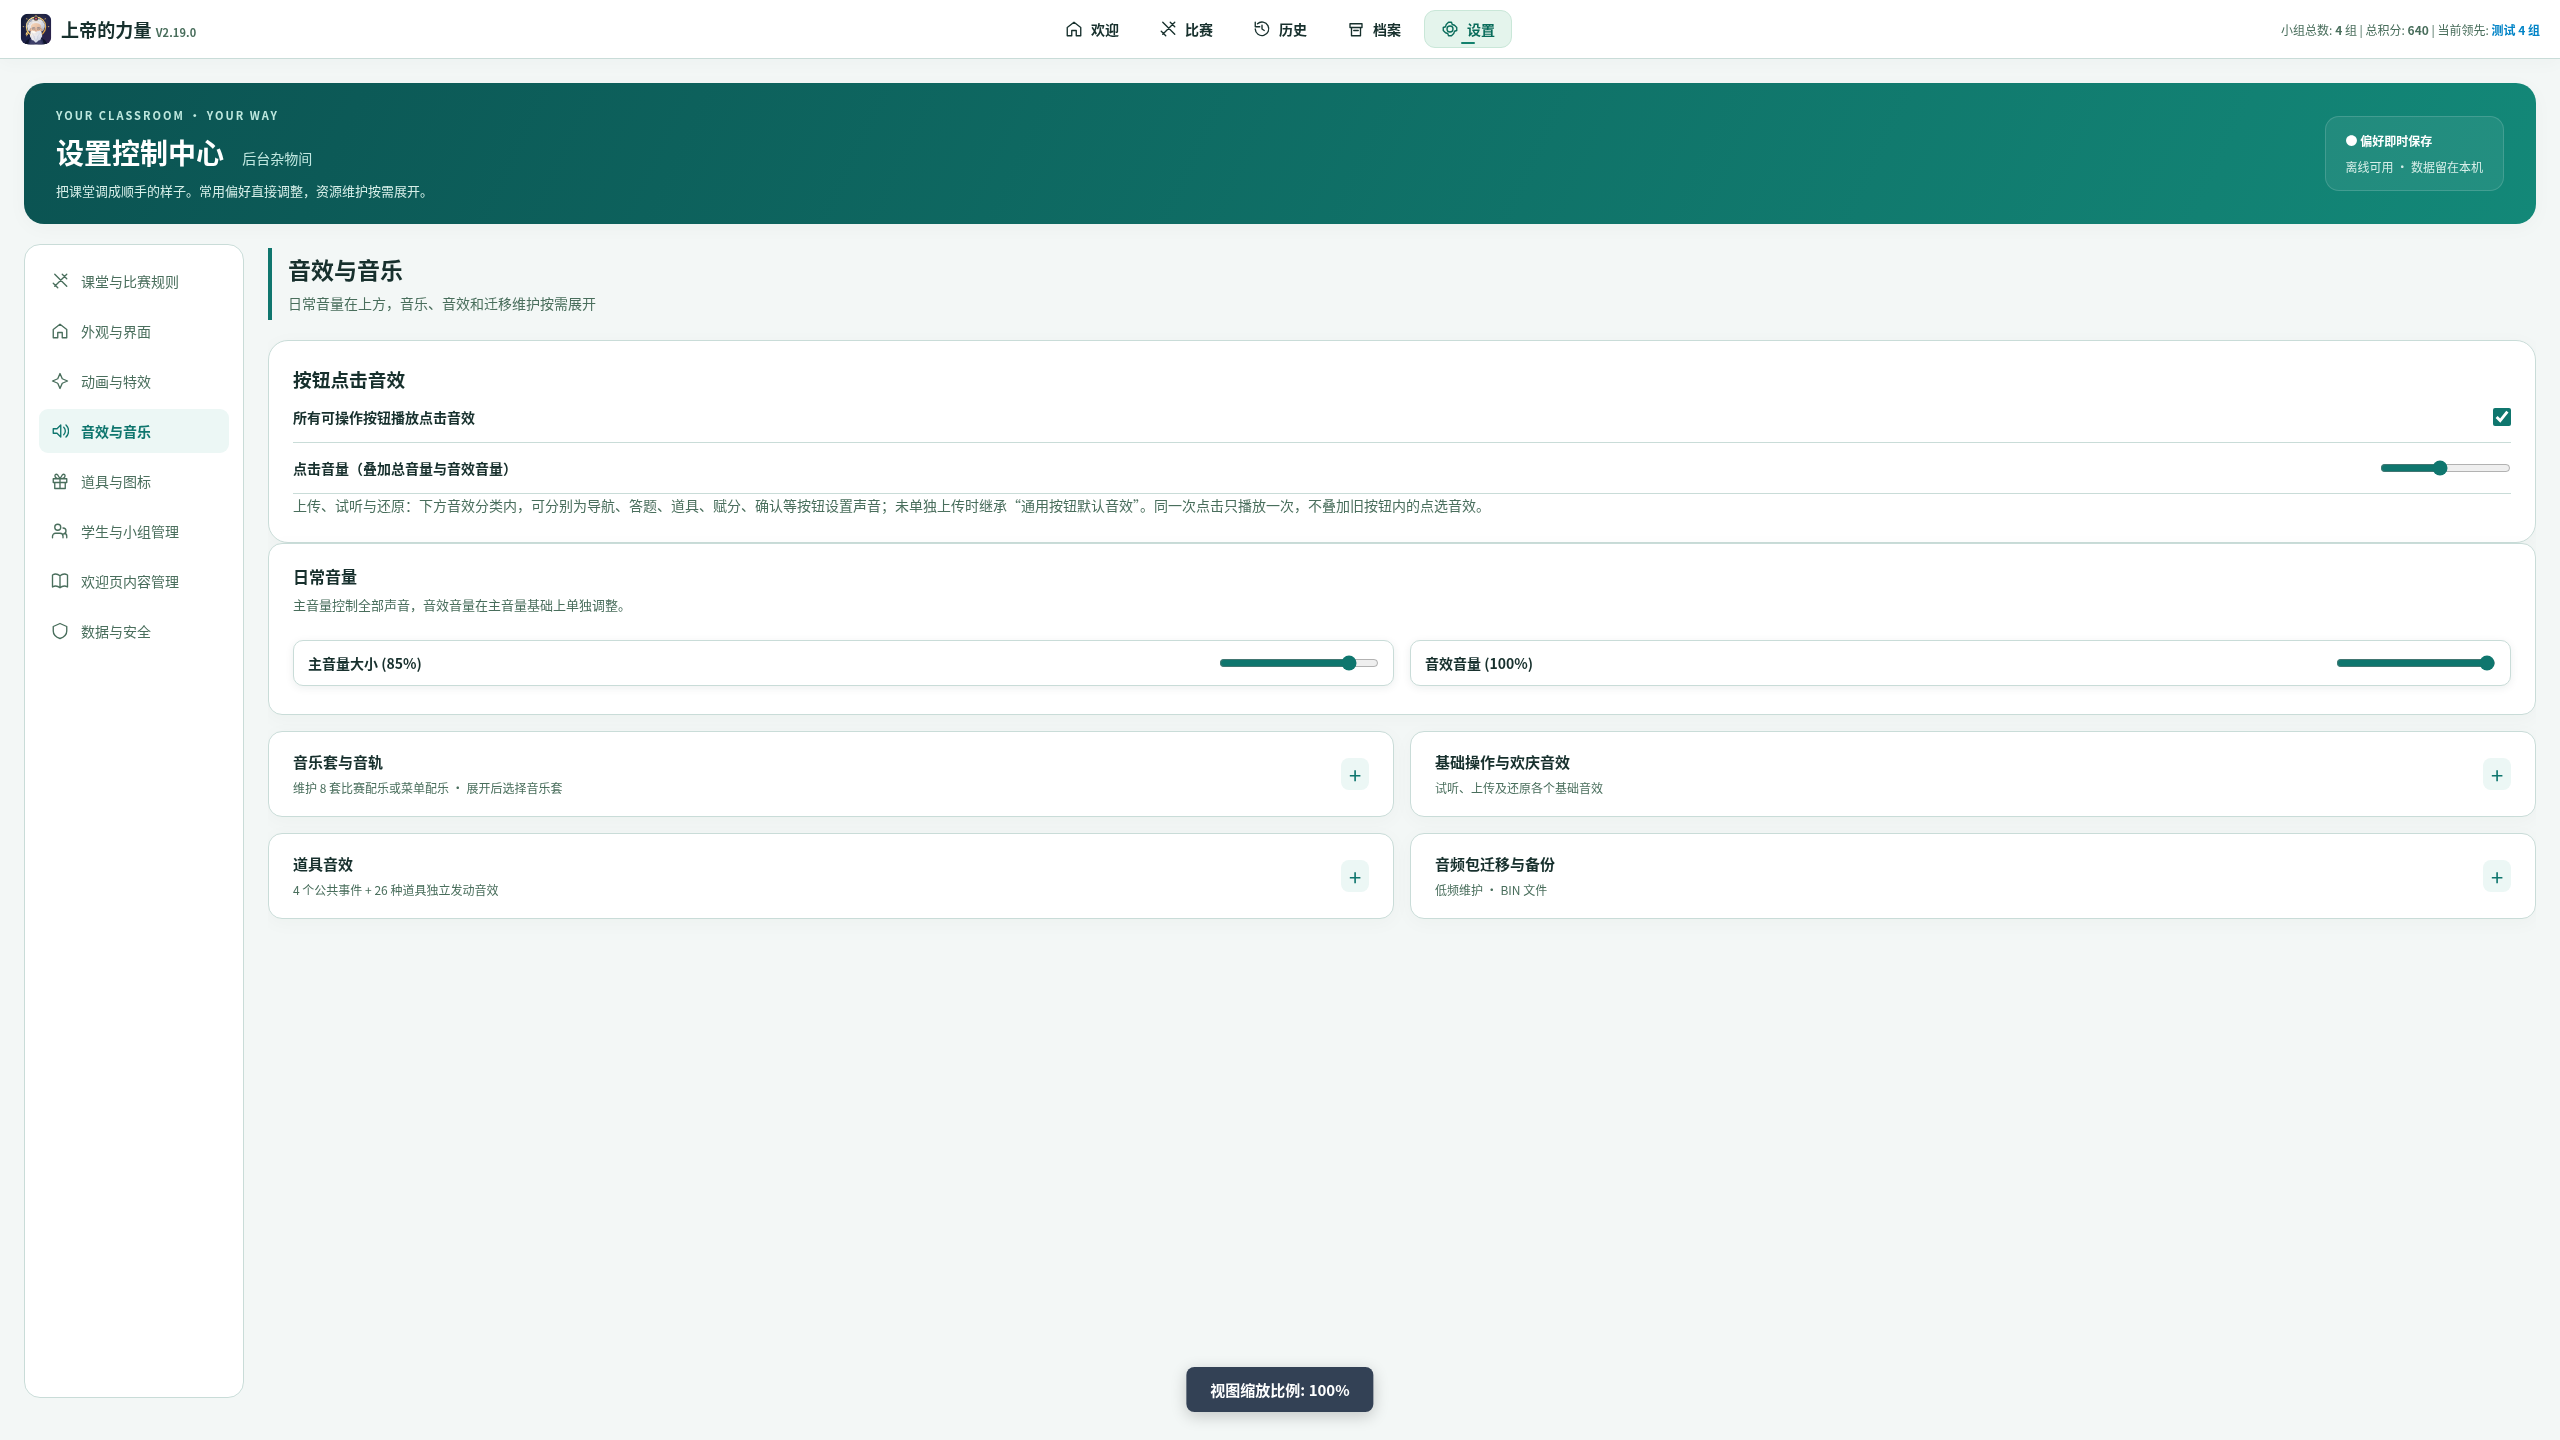 上帝的力量 V2.19.0
欢迎
比赛
历史
档案
设置
小组总数: 4 组 | 总积分: 640 | 当前领先: 测试 4 组
YOUR CLASSROOM · YOUR WAY
设置控制中心 后台杂物间
把课堂调成顺手的样子。常用偏好直接调整，资源维护按需展开。
偏好即时保存
离线可用 · 数据留在本机
课堂与比赛规则
外观与界面
动画与特效
音效与音乐
道具与图标
学生与小组管理
欢迎页内容管理
数据与安全
音效与音乐
日常音量在上方，音乐、音效和迁移维护按需展开
按钮点击音效
所有可操作按钮播放点击音效
点击音量（叠加总音量与音效音量）
上传、试听与还原：下方音效分类内，可分别为导航、答题、道具、赋分、确认等按钮设置声音；未单独上传时继承“通用按钮默认音效”。同一次点击只播放一次，不叠加旧按钮内的点选音效。
日常音量
主音量控制全部声音，音效音量在主音量基础上单独调整。
主音量大小 (85%)
音效音量 (100%)
音乐套与音轨
维护 8 套比赛配乐或菜单配乐 · 展开后选择音乐套
+
基础操作与欢庆音效
试听、上传及还原各个基础音效
+
道具音效
4 个公共事件 + 26 种道具独立发动音效
+
音频包迁移与备份
低频维护 · BIN 文件
+
视图缩放比例: 100%